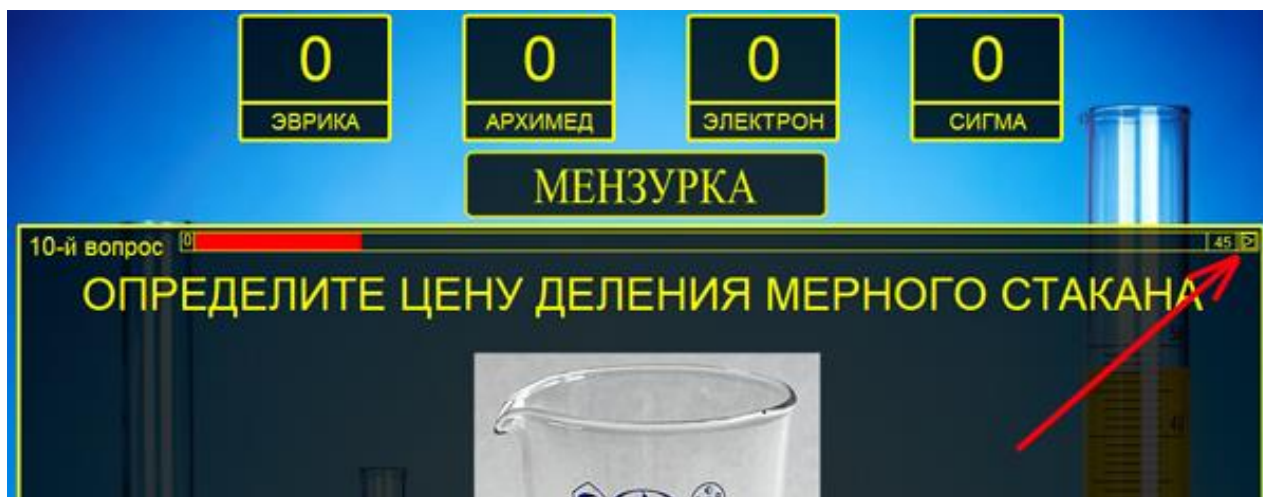 0 0 0 0
ЭВРИКА АРХИМЕД ЭЛЕКТРОН СИГМА
МЕНЗУРКА
10-й вопрос 0 45
ОПРЕДЕЛИТЕ ЦЕНУ ДЕЛЕНИЯ МЕРНОГО СТАКАНА